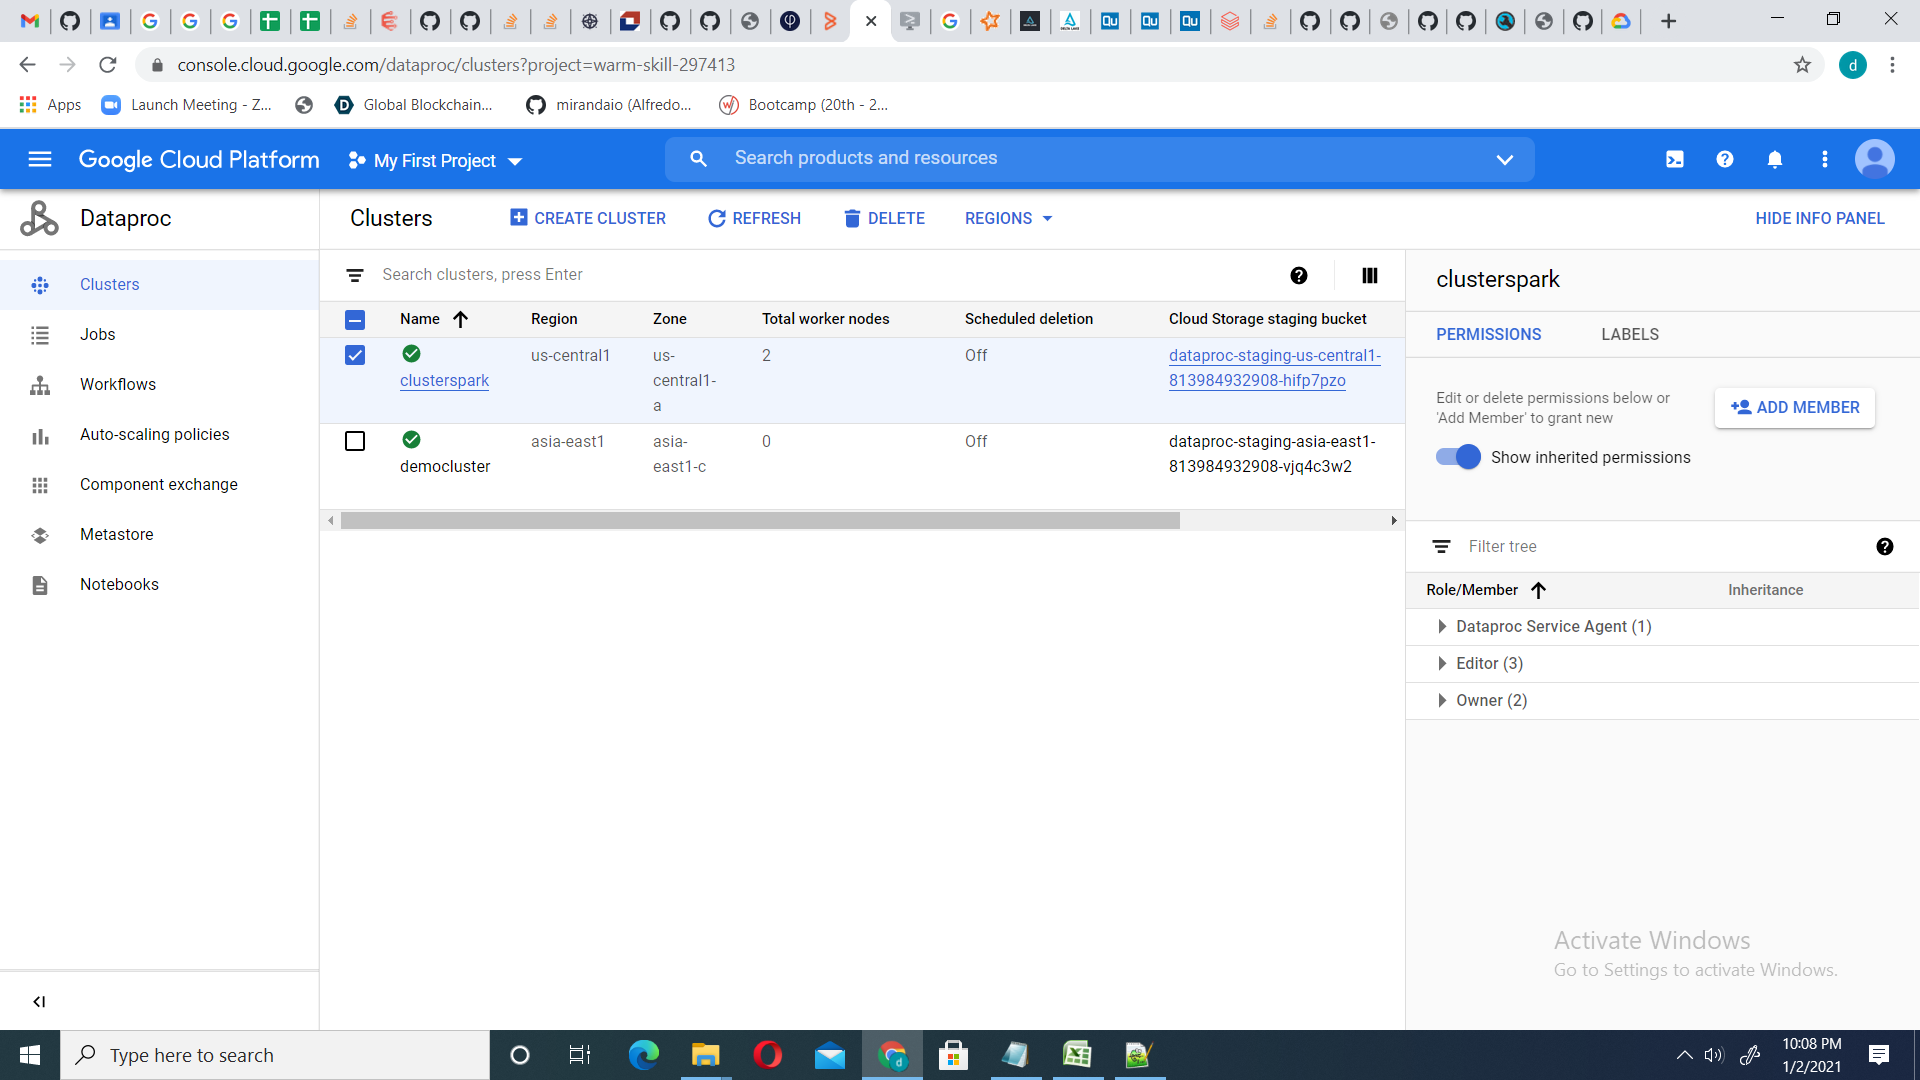 console.cloud.google.com/dataproc/clusters?project=warm-skill-297413
d
Apps
Launch Meeting - Z...
Global Blockchain...
mirandaio (Alfredo...
Bootcamp (20th - 2...
Google Cloud Platform
My First Project
Search products and resources
Dataproc
Clusters
CREATE CLUSTER
REFRESH
DELETE
REGIONS
HIDE INFO PANEL
Clusters
Jobs
Workflows
Auto-scaling policies
Component exchange
Metastore
Notebooks
Search clusters, press Enter
Name
Region
Zone
Total worker nodes
Scheduled deletion
Cloud Storage staging bucket
clusterspark
us-central1
us-
central1-
a
2
Off
dataproc-staging-us-central1-
813984932908-hifp7pzo
democluster
asia-east1
asia-
east1-c
0
Off
dataproc-staging-asia-east1-
813984932908-vjq4c3w2
clusterspark
PERMISSIONS
LABELS
Edit or delete permissions below or
'Add Member' to grant new
ADD MEMBER
Show inherited permissions
Filter tree
Role/Member
Inheritance
Dataproc Service Agent (1)
Editor (3)
Owner (2)
Activate Windows
Go to Settings to activate Windows.
Type here to search
10:08 PM
1/2/2021